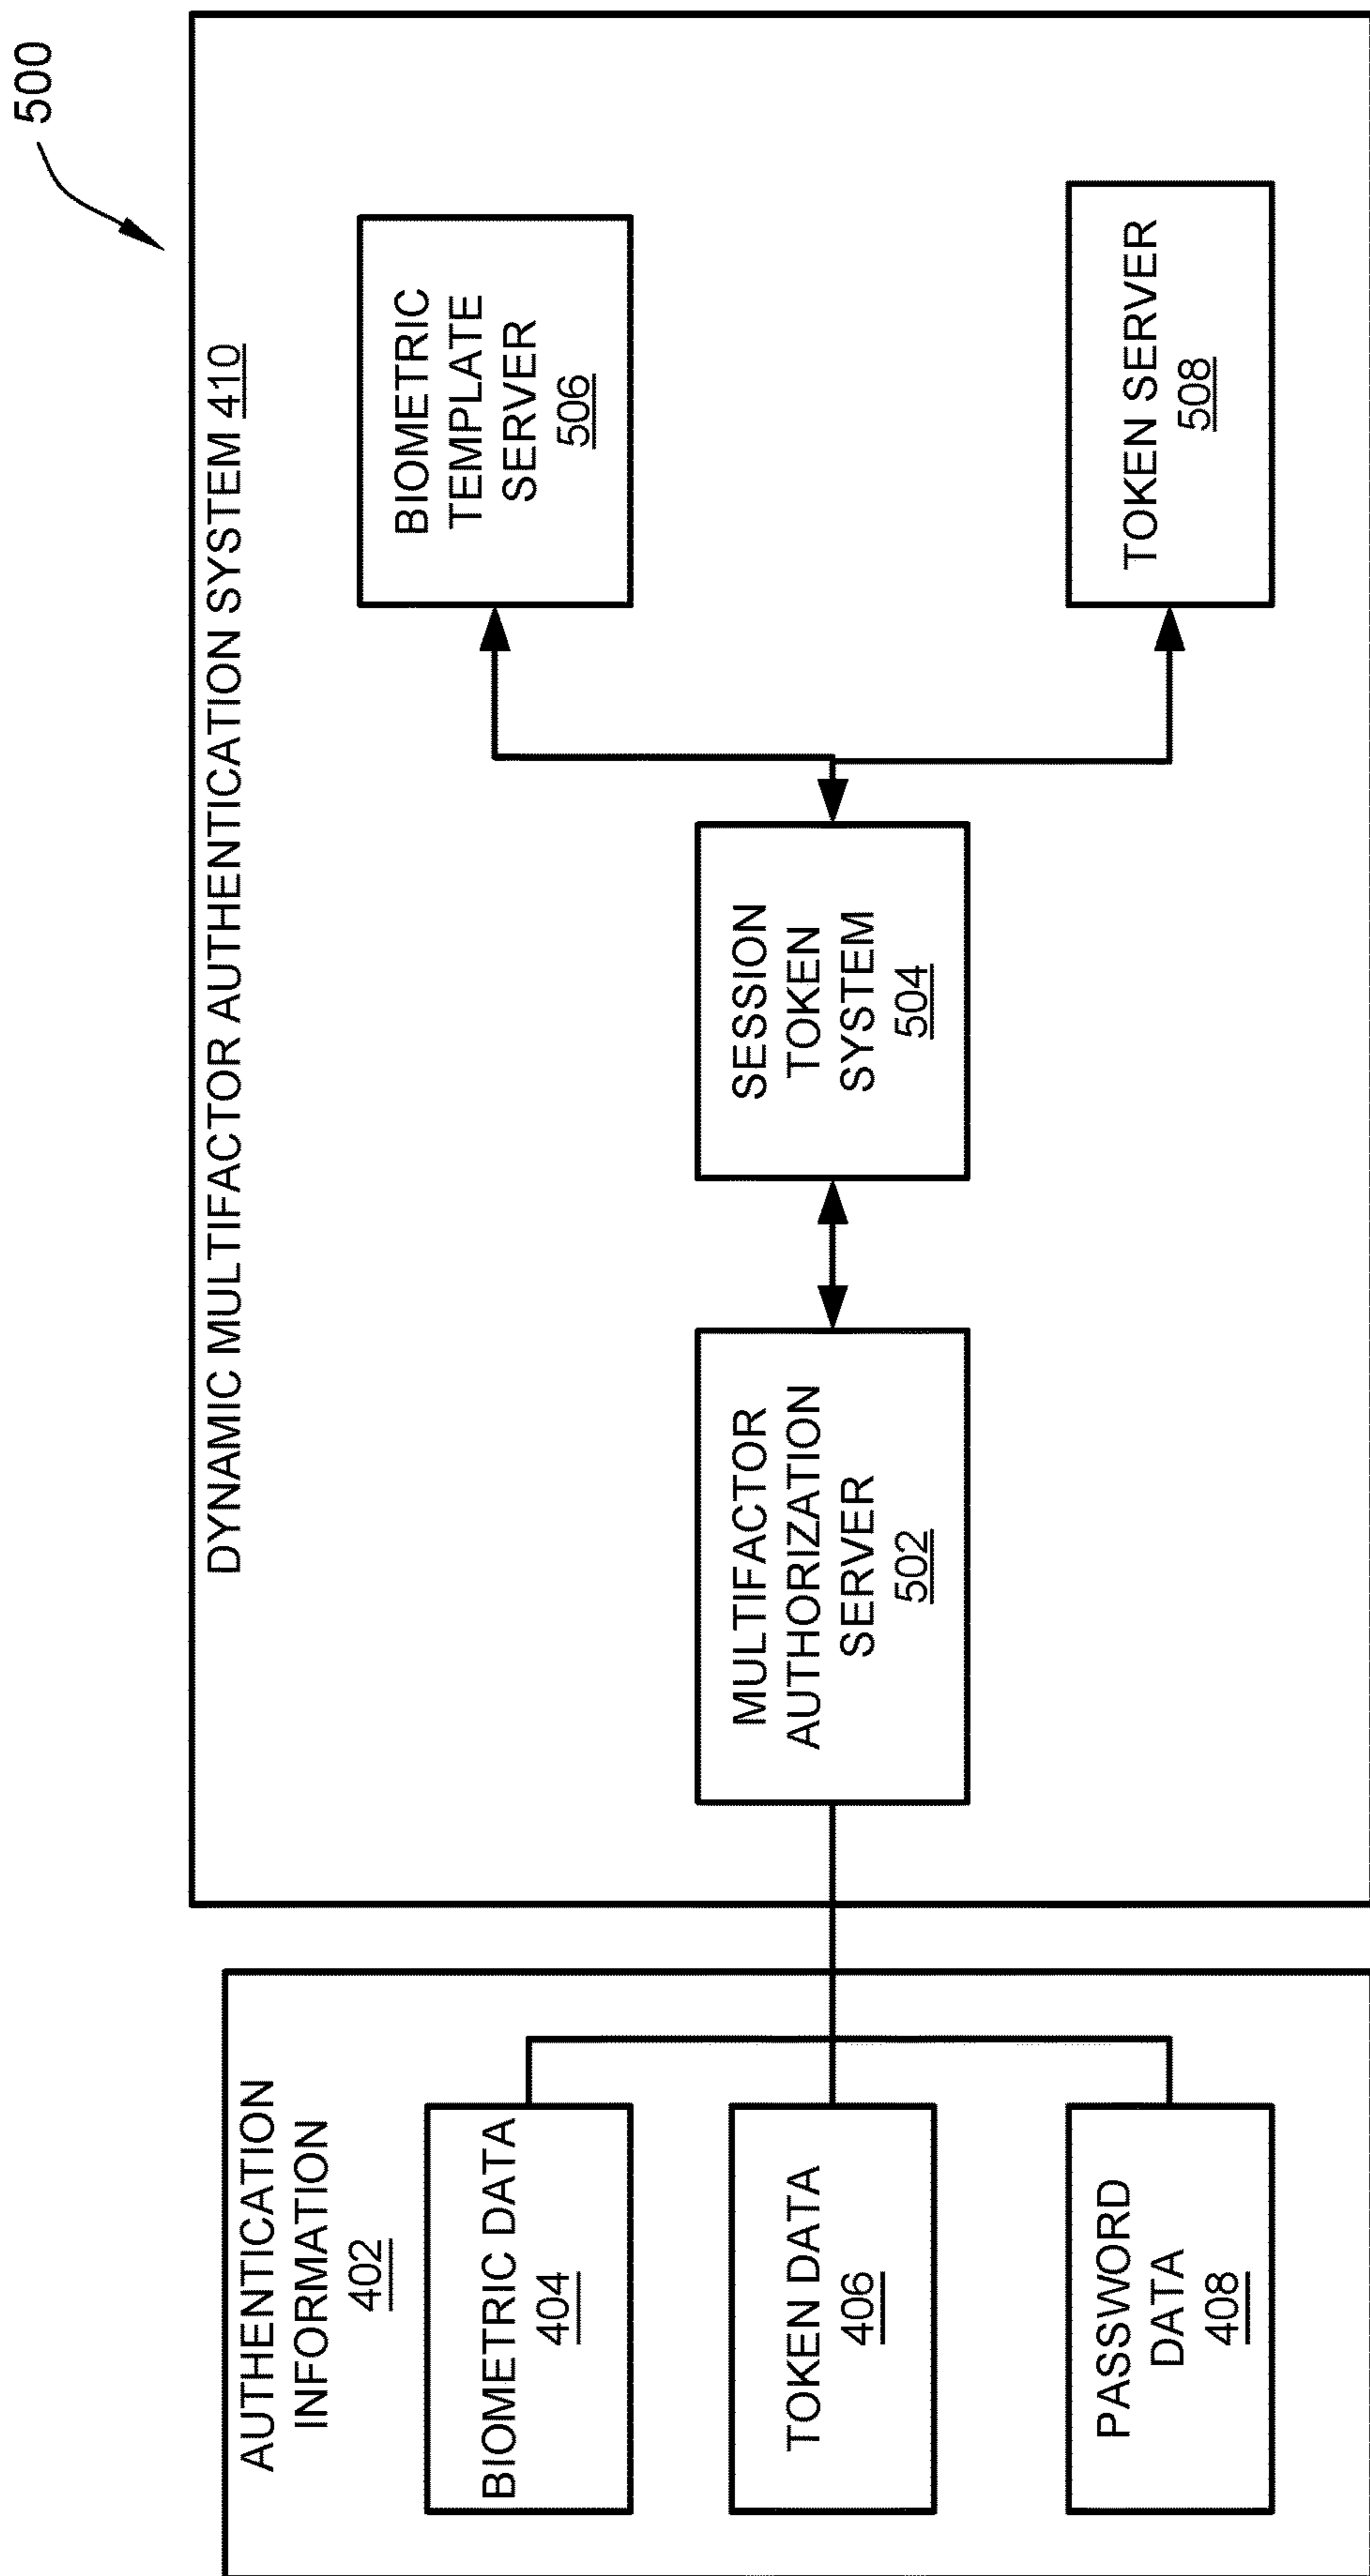 500
AUTHENTICATION
INFORMATION
402
BIOMETRIC DATA
404
TOKEN DATA
406
PASSWORD
DATA
408
DYNAMIC MULTIFACTOR AUTHENTICATION SYSTEM 410
MULTIFACTOR
AUTHORIZATION
SERVER
502
SESSION
TOKEN
SYSTEM
504
BIOMETRIC
TEMPLATE
SERVER
506
TOKEN SERVER
508